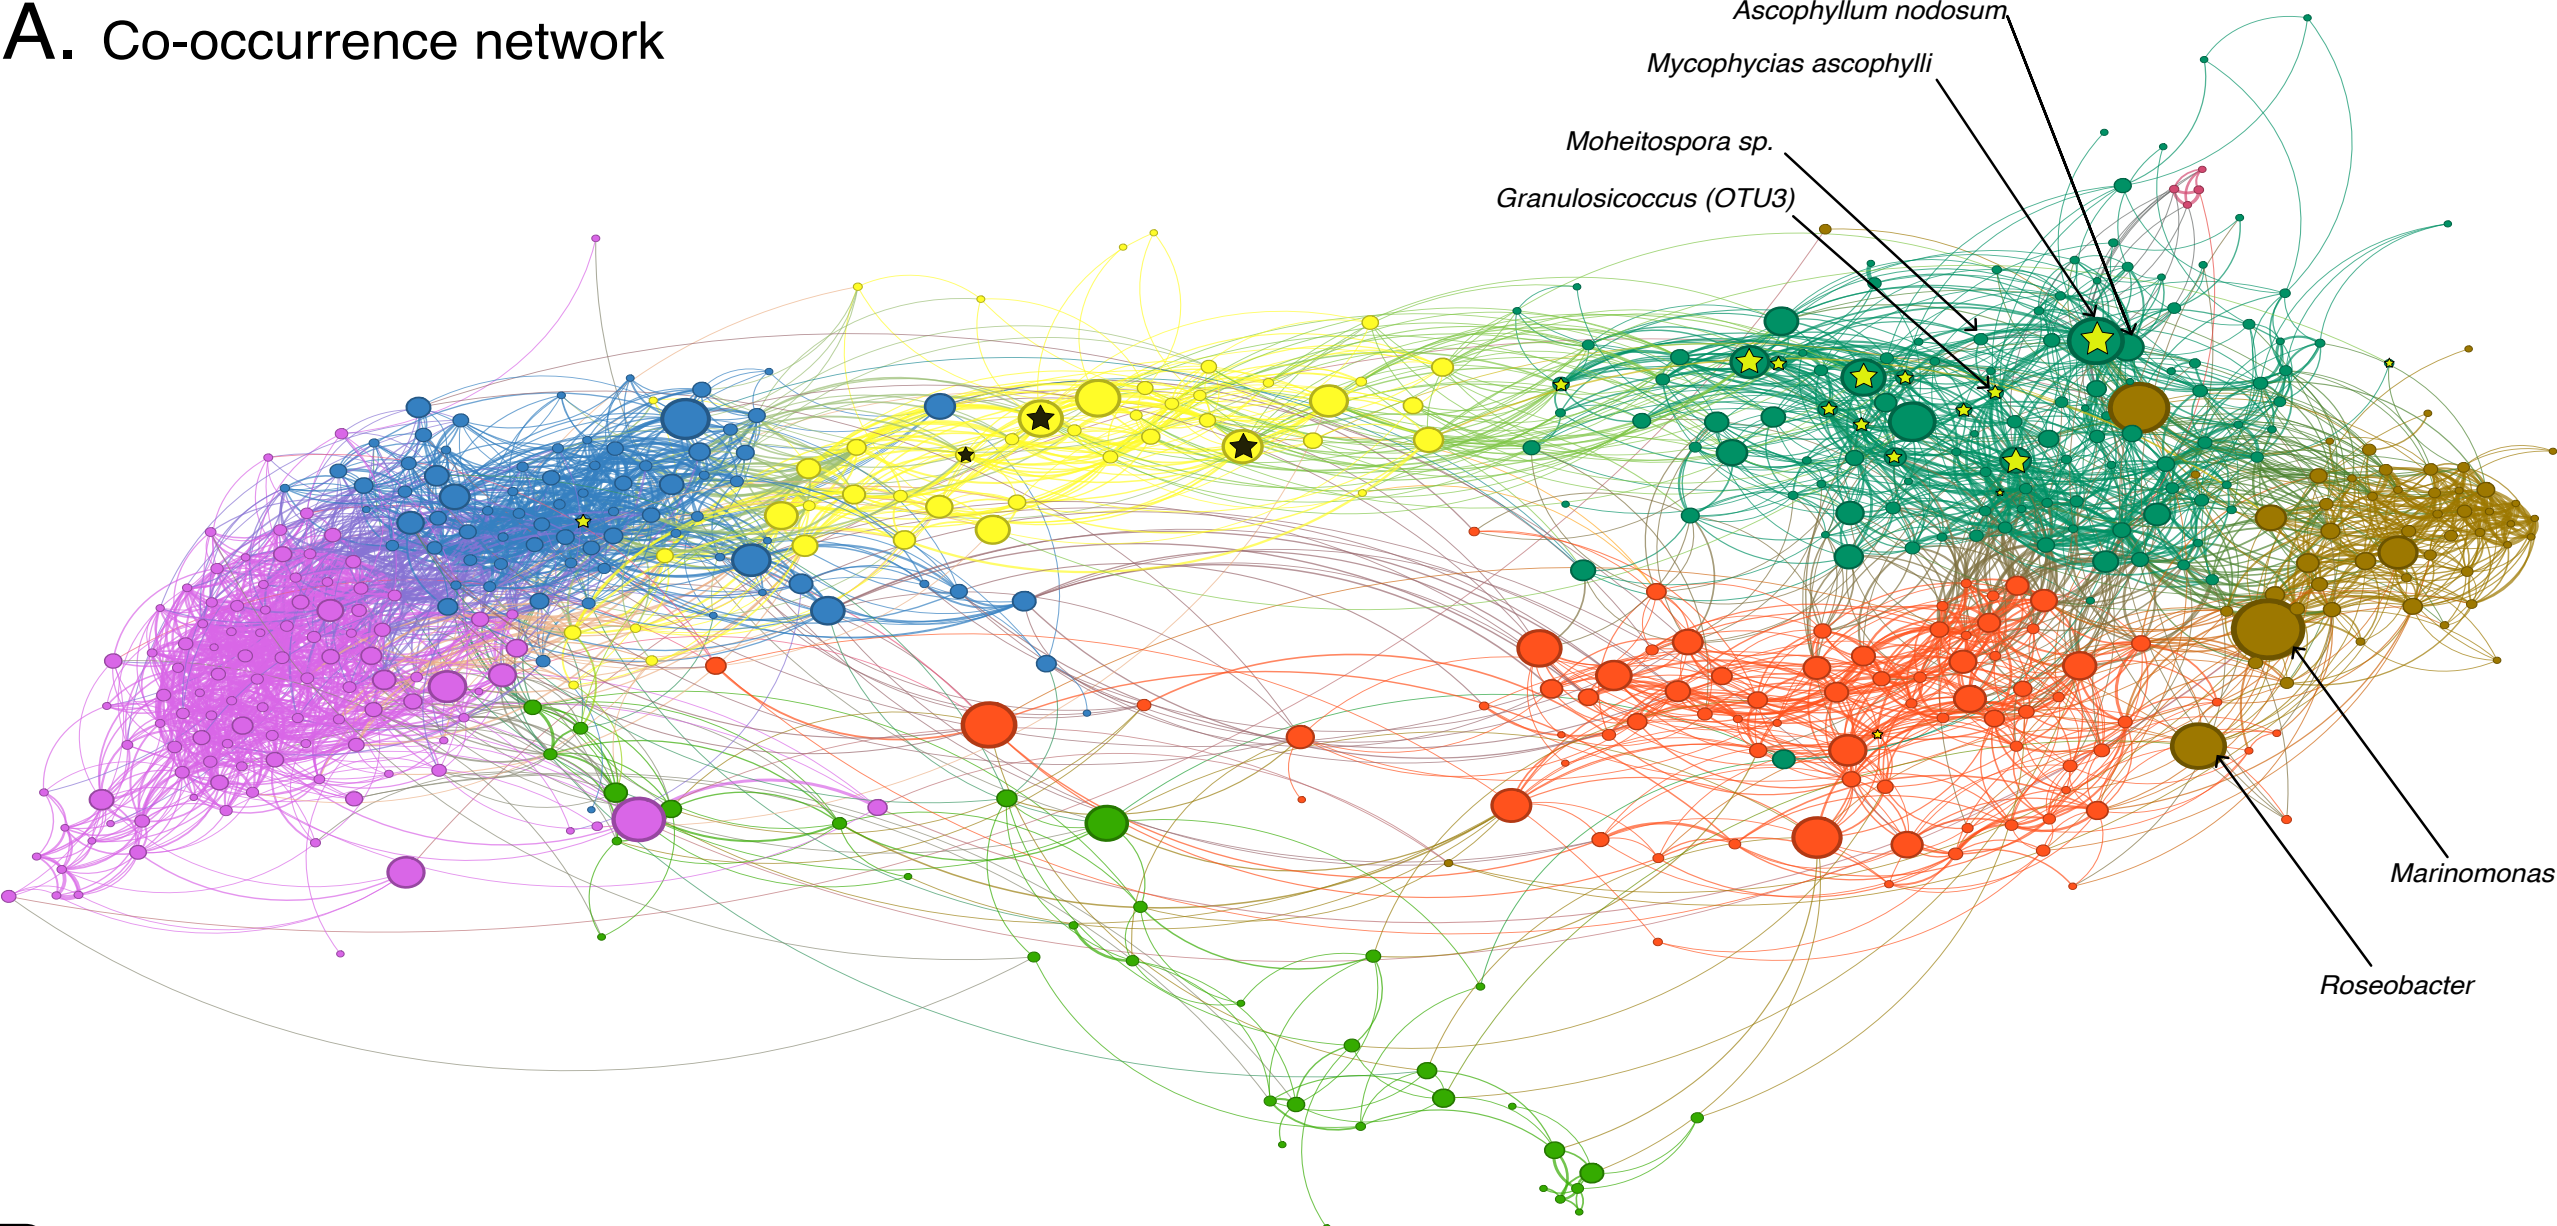 A. Co-occurrence network
Ascophyllum nodosum
Mycophycias ascophylli
Moheitospora sp.
Granulosicoccus (OTU3)
Marinomonas
Roseobacter